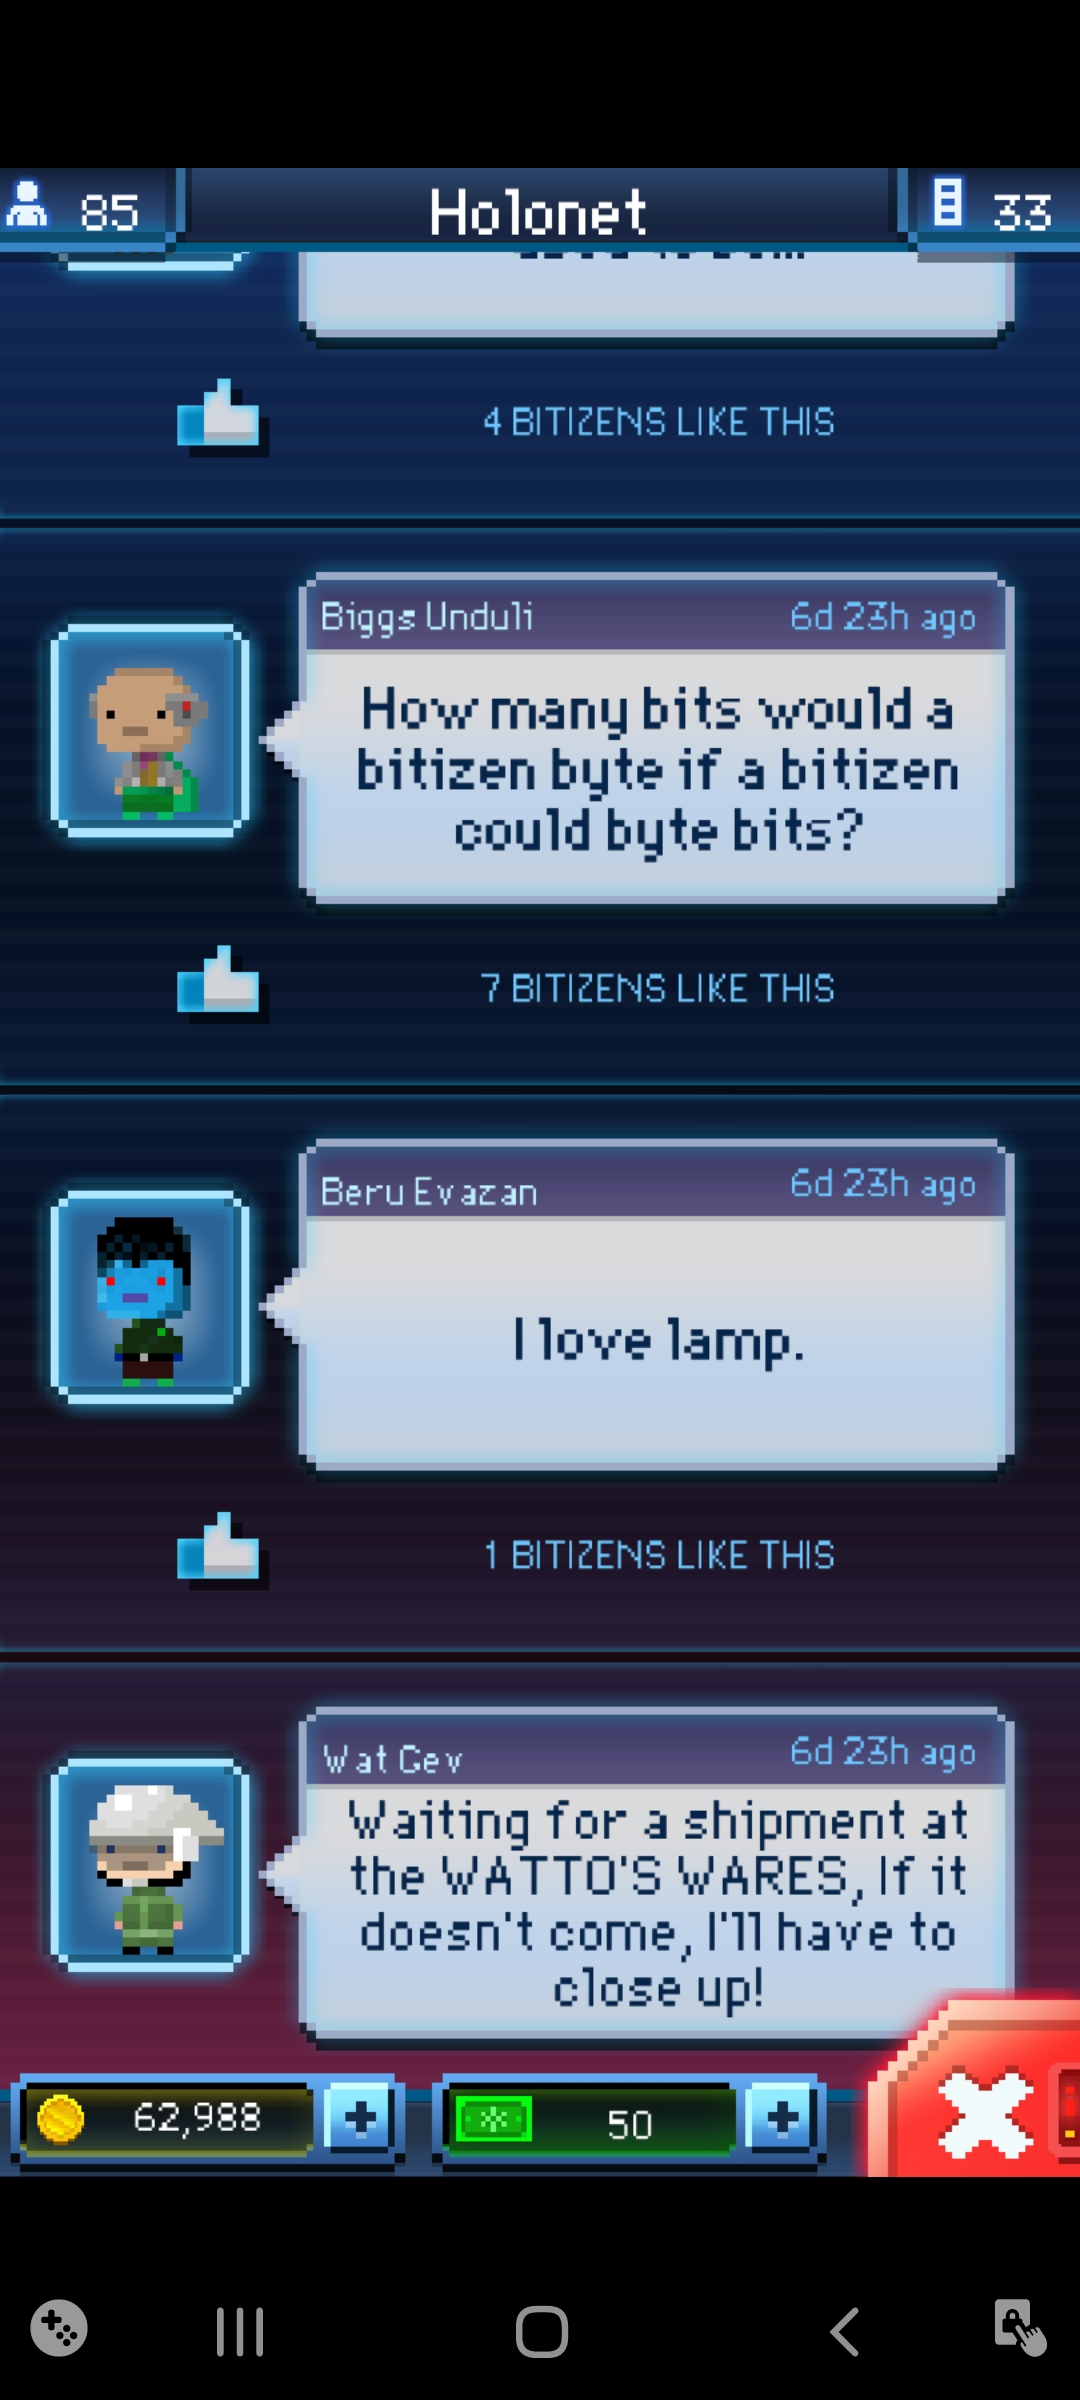 85
Holonet
33
4 BITIZENS LIKE THIS
Biggs Unduli
6d 23h ago
How many bits would a
bitizen byte if a bitizen
could byte bits?
7 BITIZENS LIKE THIS
Beru Evazan
6d 23h ago
I love lamp.
1 BITIZENS LIKE THIS
Wat Gev
6d 23h ago
Waiting for a shipment at
the WATTO'S WARES, If it
doesn't come, I'll have to
close up!
62,988
50